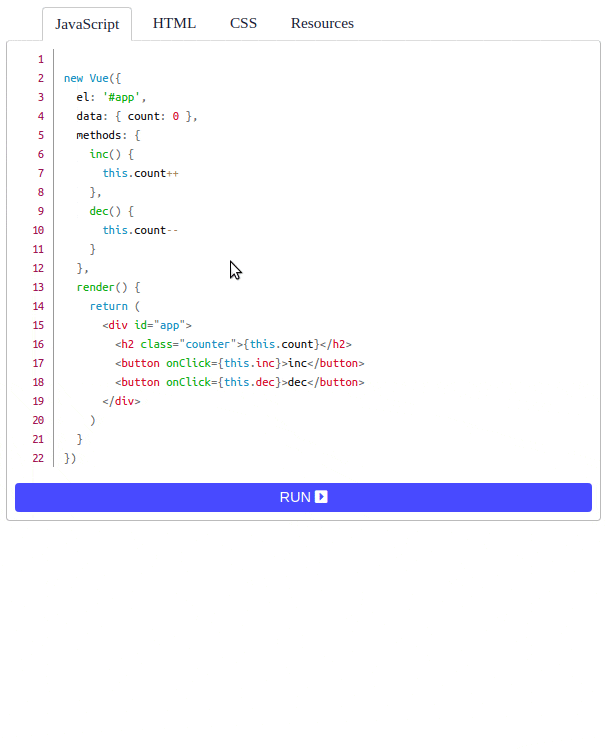 JavaScript HTML CSS Resources
1
2 new Vue({
3   el: '#app',
4   data: { count: 0 },
5   methods: {
6     inc() {
7       this.count++
8     },
9     dec() {
10       this.count--
11     }
12   },
13   render() {
14     return (
15       <div id="app">
16         <h2 class="counter">{this.count}</h2>
17         <button onClick={this.inc}>inc</button>
18         <button onClick={this.dec}>dec</button>
19       </div>
20     )
21   }
22 })
RUN